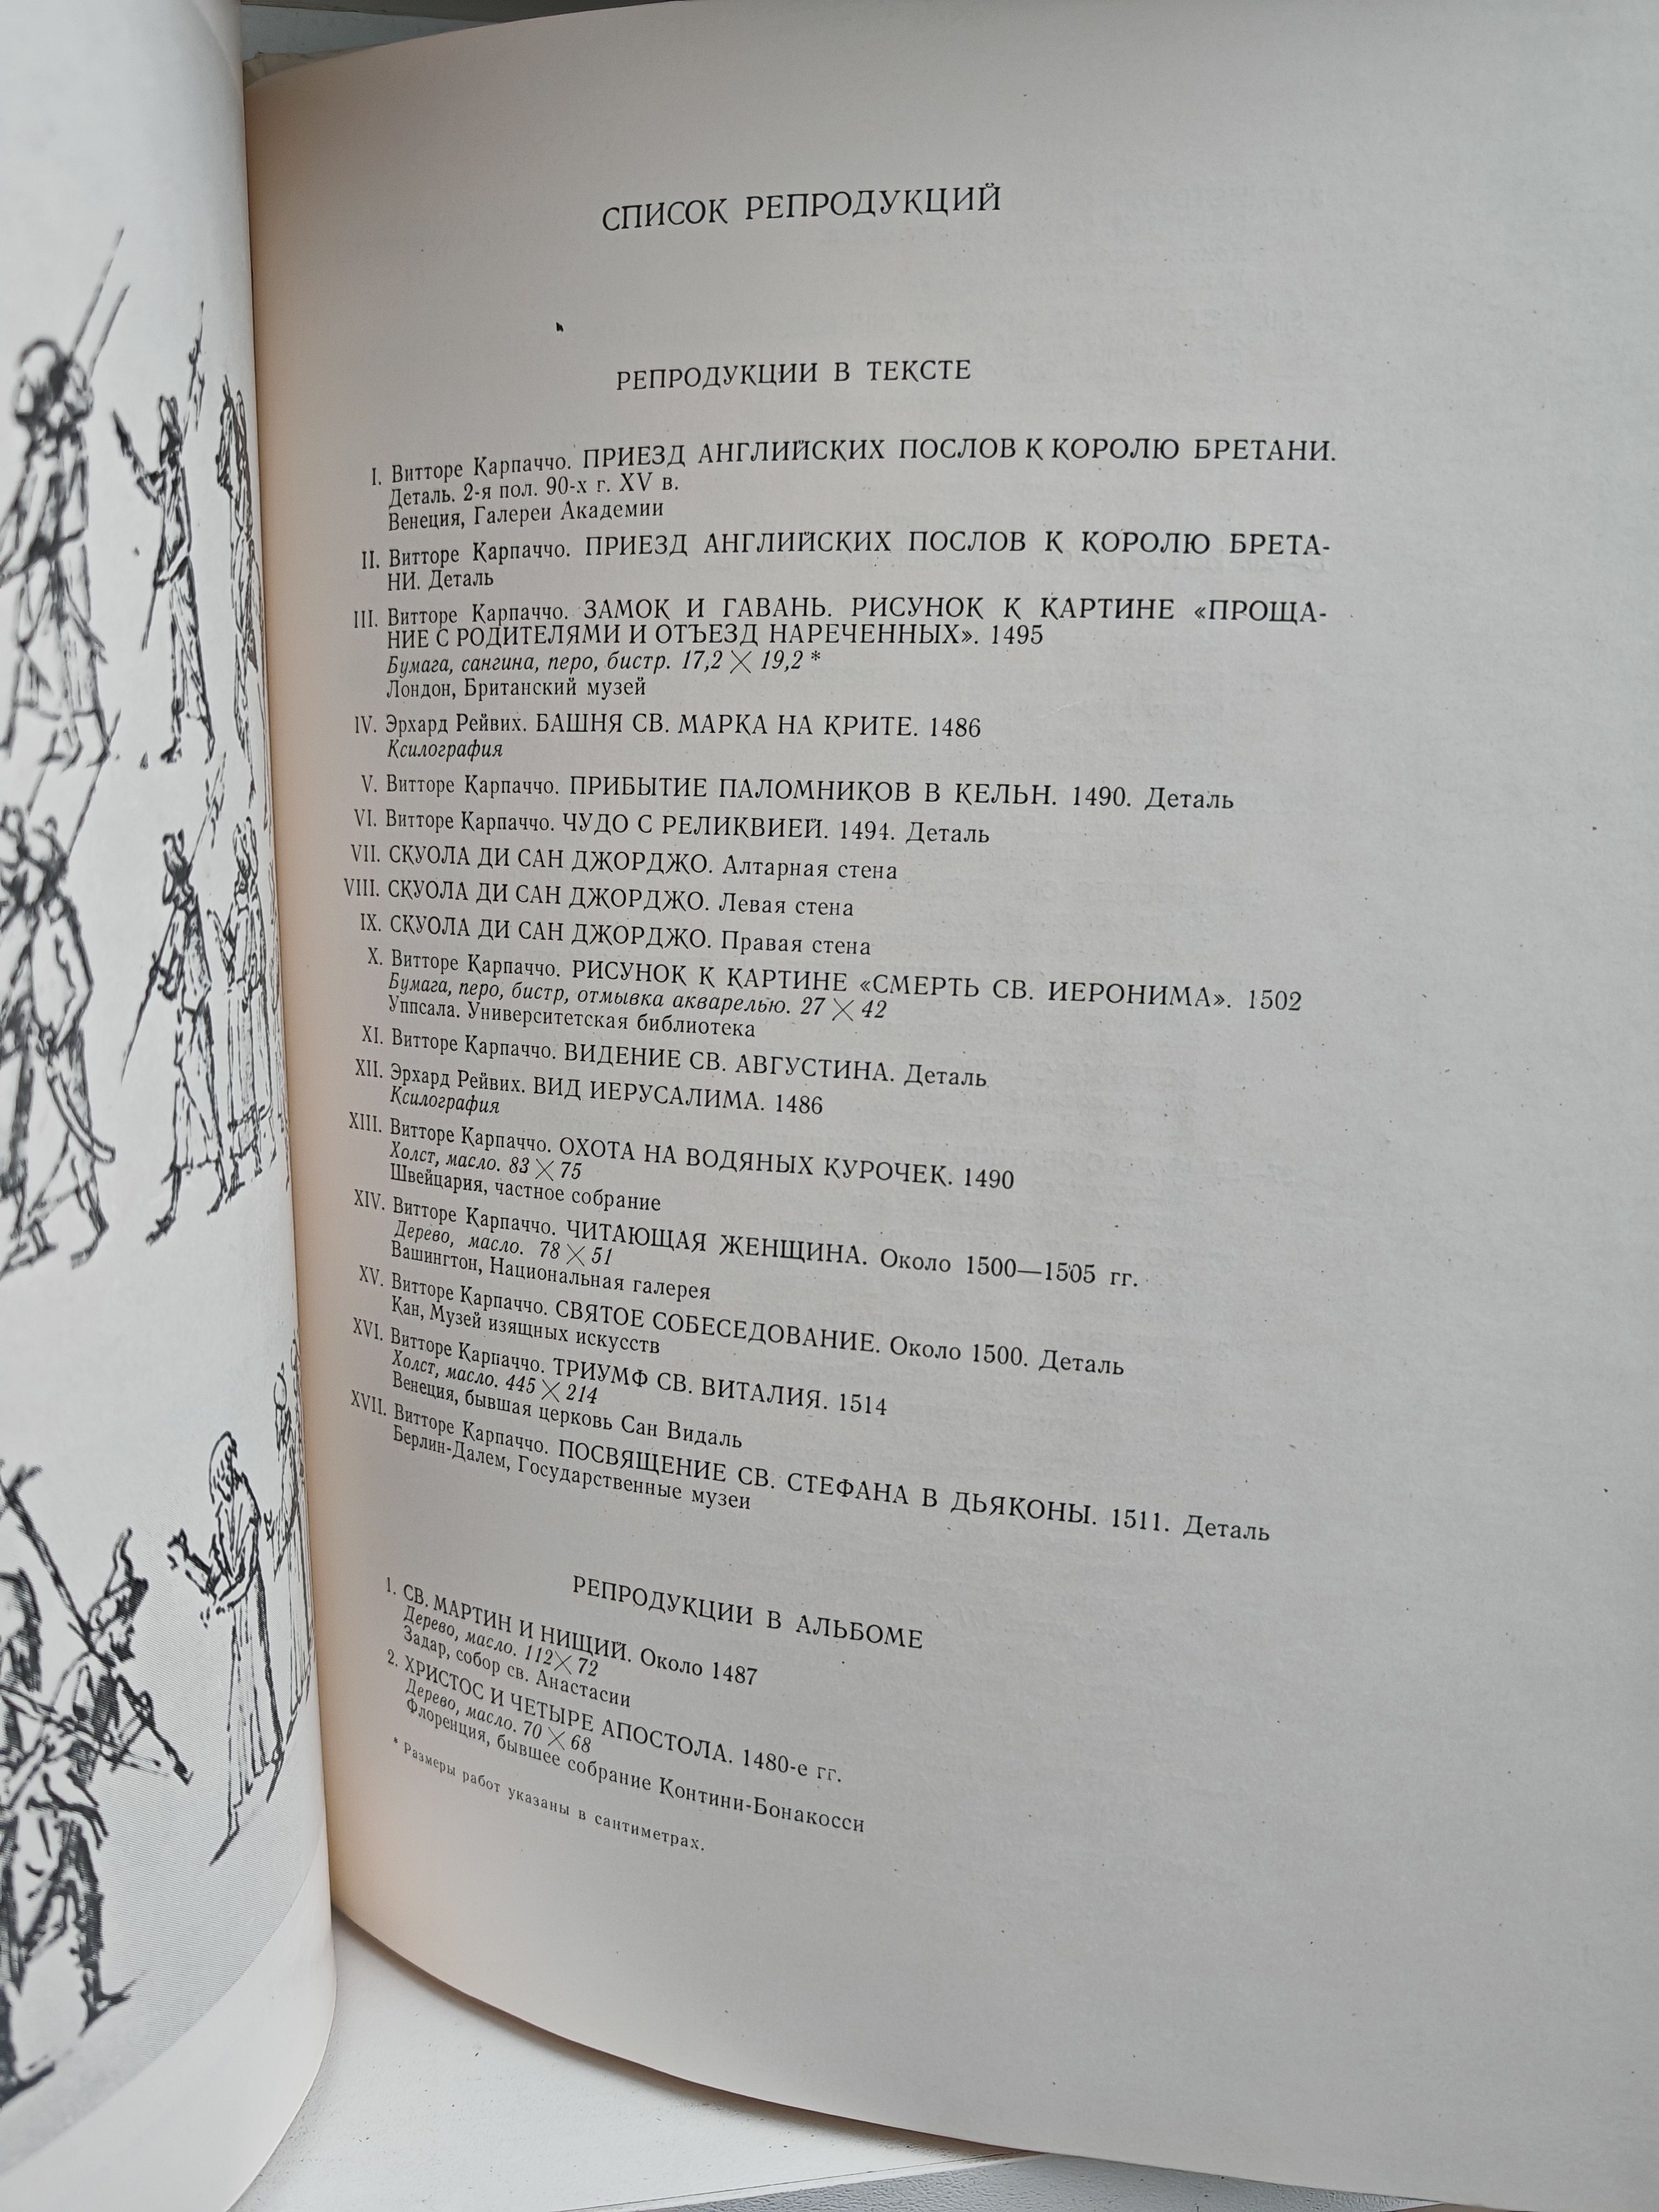 СПИСОК РЕПРОДУКЦИЙ
РЕПРОДУКЦИИ В ТЕКСТЕ
I. Витторе Карпаччо. ПРИЕЗД АНГЛИЙСКИХ ПОСЛОВ К КОРОЛЮ БРЕТАНИ.
Деталь. 2-я пол. 90-х г. XV в.
Венеция, Галереи Академии
II. Витторе Карпаччо. ПРИЕЗД АНГЛИЙСКИХ ПОСЛОВ К КОРОЛЮ БРЕТА-
НИ. Деталь
III. Витторе Карпаччо. ЗАМОК И ГАВАНЬ. РИСУНОК К КАРТИНЕ «ПРОЩА-
НИЕ С РОДИТЕЛЯМИ И ОТЪЕЗД НАРЕЧЕННЫХ». 1495
Бумага, сангина, перо, бистр. 17,2 × 19,2 *
Лондон, Британский музей
IV. Эрхард Рейвих. БАШНЯ СВ. МАРКА НА КРИТЕ. 1486
Ксилография
V. Витторе Карпаччо. ПРИБЫТИЕ ПАЛОМНИКОВ В КЕЛЬН. 1490. Деталь
VI. Витторе Карпаччо. ЧУДО С РЕЛИКВИЕЙ. 1494. Деталь
VII. СКУОЛА ДИ САН ДЖОРДЖО. Алтарная стена
VIII. СКУОЛА ДИ САН ДЖОРДЖО. Левая стена
IX. СКУОЛА ДИ САН ДЖОРДЖО. Правая стена
X. Витторе Карпаччо. РИСУНОК К КАРТИНЕ «СМЕРТЬ СВ. ИЕРОНИМА». 1502
Бумага, перо, бистр, отмывка акварелью. 27 × 42
Уппсала. Университетская библиотека
XI. Витторе Карпаччо. ВИДЕНИЕ СВ. АВГУСТИНА. Деталь
XII. Эрхард Рейвих. ВИД ИЕРУСАЛИМА. 1486
Ксилография
XIII. Витторе Карпаччо. ОХОТА НА ВОДЯНЫХ КУРОЧЕК. 1490
Холст, масло. 83 × 75
Швейцария, частное собрание
XIV. Витторе Карпаччо. ЧИТАЮЩАЯ ЖЕНЩИНА. Около 1500—1505 гг.
Дерево, масло. 78 × 51
Вашингтон, Национальная галерея
XV. Витторе Карпаччо. СВЯТОЕ СОБЕСЕДОВАНИЕ. Около 1500. Деталь
Кан, Музей изящных искусств
XVI. Витторе Карпаччо. ТРИУМФ СВ. ВИТАЛИЯ. 1514
Холст, масло. 445 × 214
Венеция, бывшая церковь Сан Видаль
XVII. Витторе Карпаччо. ПОСВЯЩЕНИЕ СВ. СТЕФАНА В ДЬЯКОНЫ. 1511. Деталь
Берлин-Далем, Государственные музеи
РЕПРОДУКЦИИ В АЛЬБОМЕ
1. СВ. МАРТИН И НИЩИЙ. Около 1487
Дерево, масло. 112 × 72
Задар, собор св. Анастасии
2. ХРИСТОС И ЧЕТЫРЕ АПОСТОЛА. 1480-е гг.
Дерево, масло. 70 × 68
Флоренция, бывшее собрание Контини-Бонакосси
* Размеры работ указаны в сантиметрах.